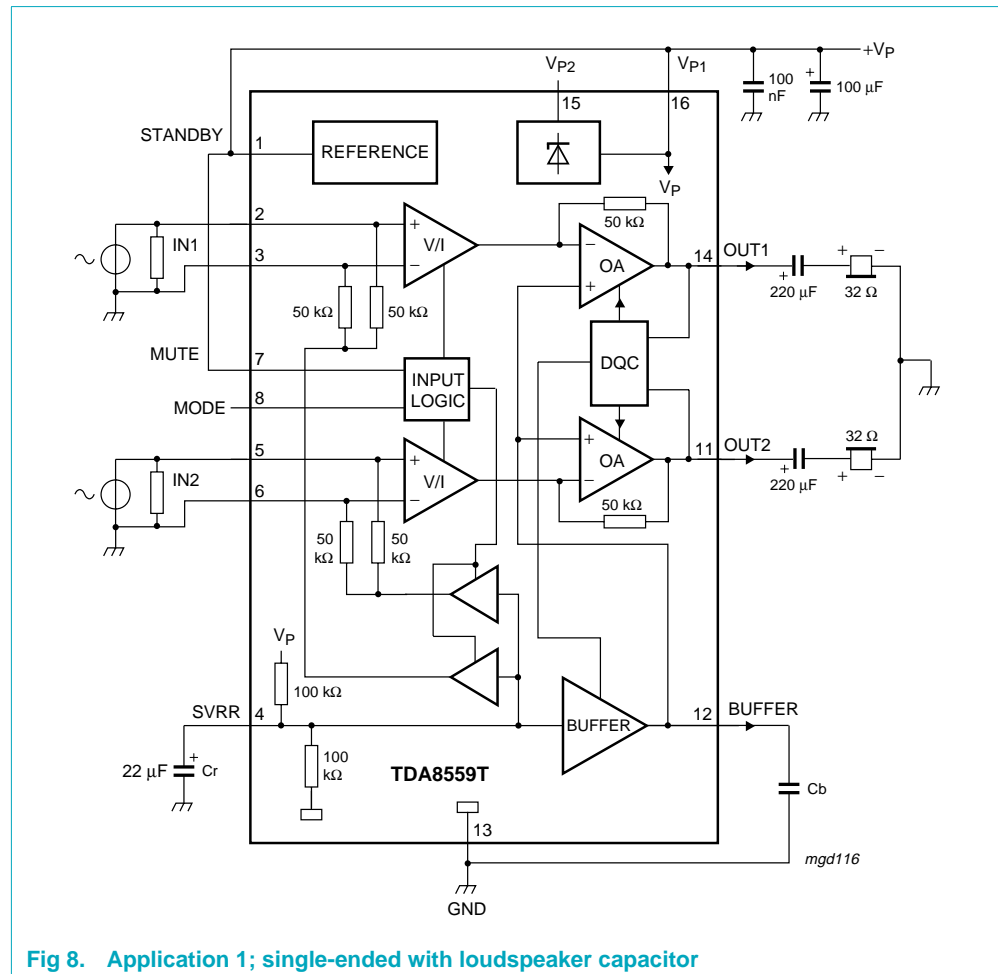 +VP
VP2
VP1
100
nF
+
100 µF
15
16
STANDBY
1
REFERENCE
VP
2
+
50 kΩ
IN1
V/I
−
OUT1
~
3
−
OA
14
+
−
+
+
220 µF
32 Ω
50 kΩ
50 kΩ
MUTE
7
INPUT
LOGIC
DQC
MODE
8
32 Ω
5
+
+
11
OUT2
IN2
V/I
OA
~
6
−
−
+
220 µF
+
−
50 kΩ
50
kΩ
50
kΩ
VP
100 kΩ
SVRR
4
BUFFER
12
BUFFER
22 µF
+
Cr
100
kΩ
TDA8559T
Cb
13
mgd116
GND
Fig 8. Application 1; single-ended with loudspeaker capacitor